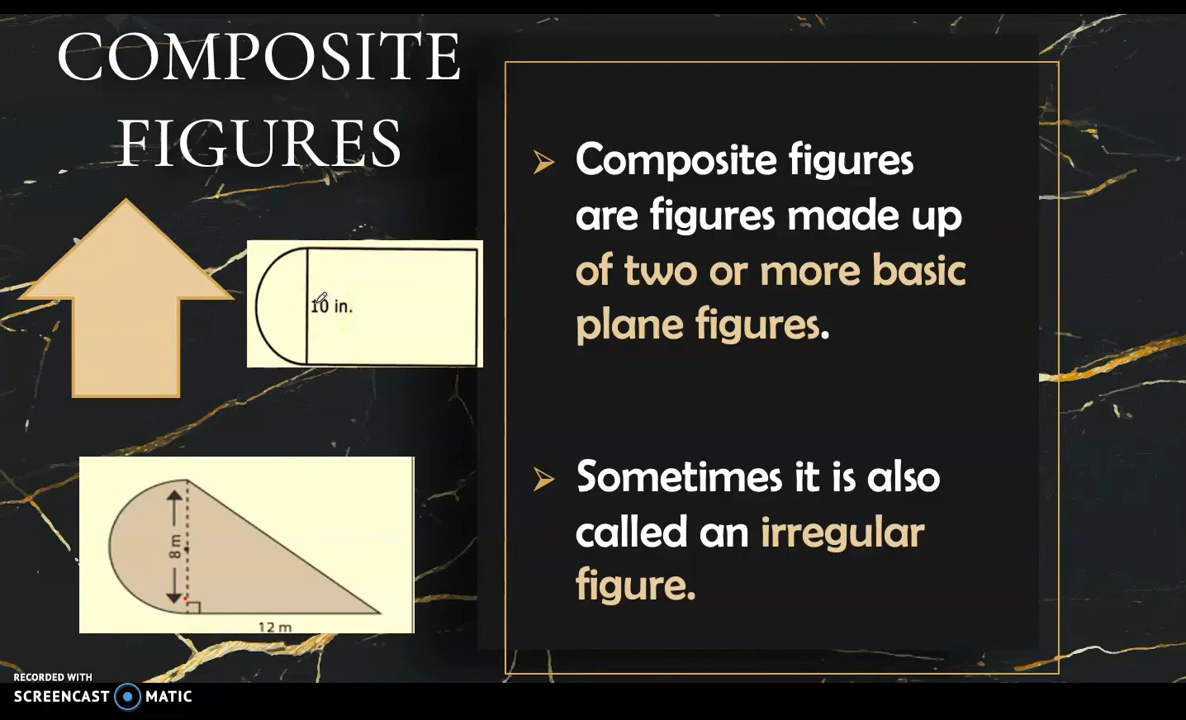 COMPOSITE
FIGURES
10 in.
8 m
12 m
Composite figures
are figures made up
of two or more basic
plane figures.
Sometimes it is also
called an irregular
figure.
RECORDED WITH
SCREENCAST MATIC